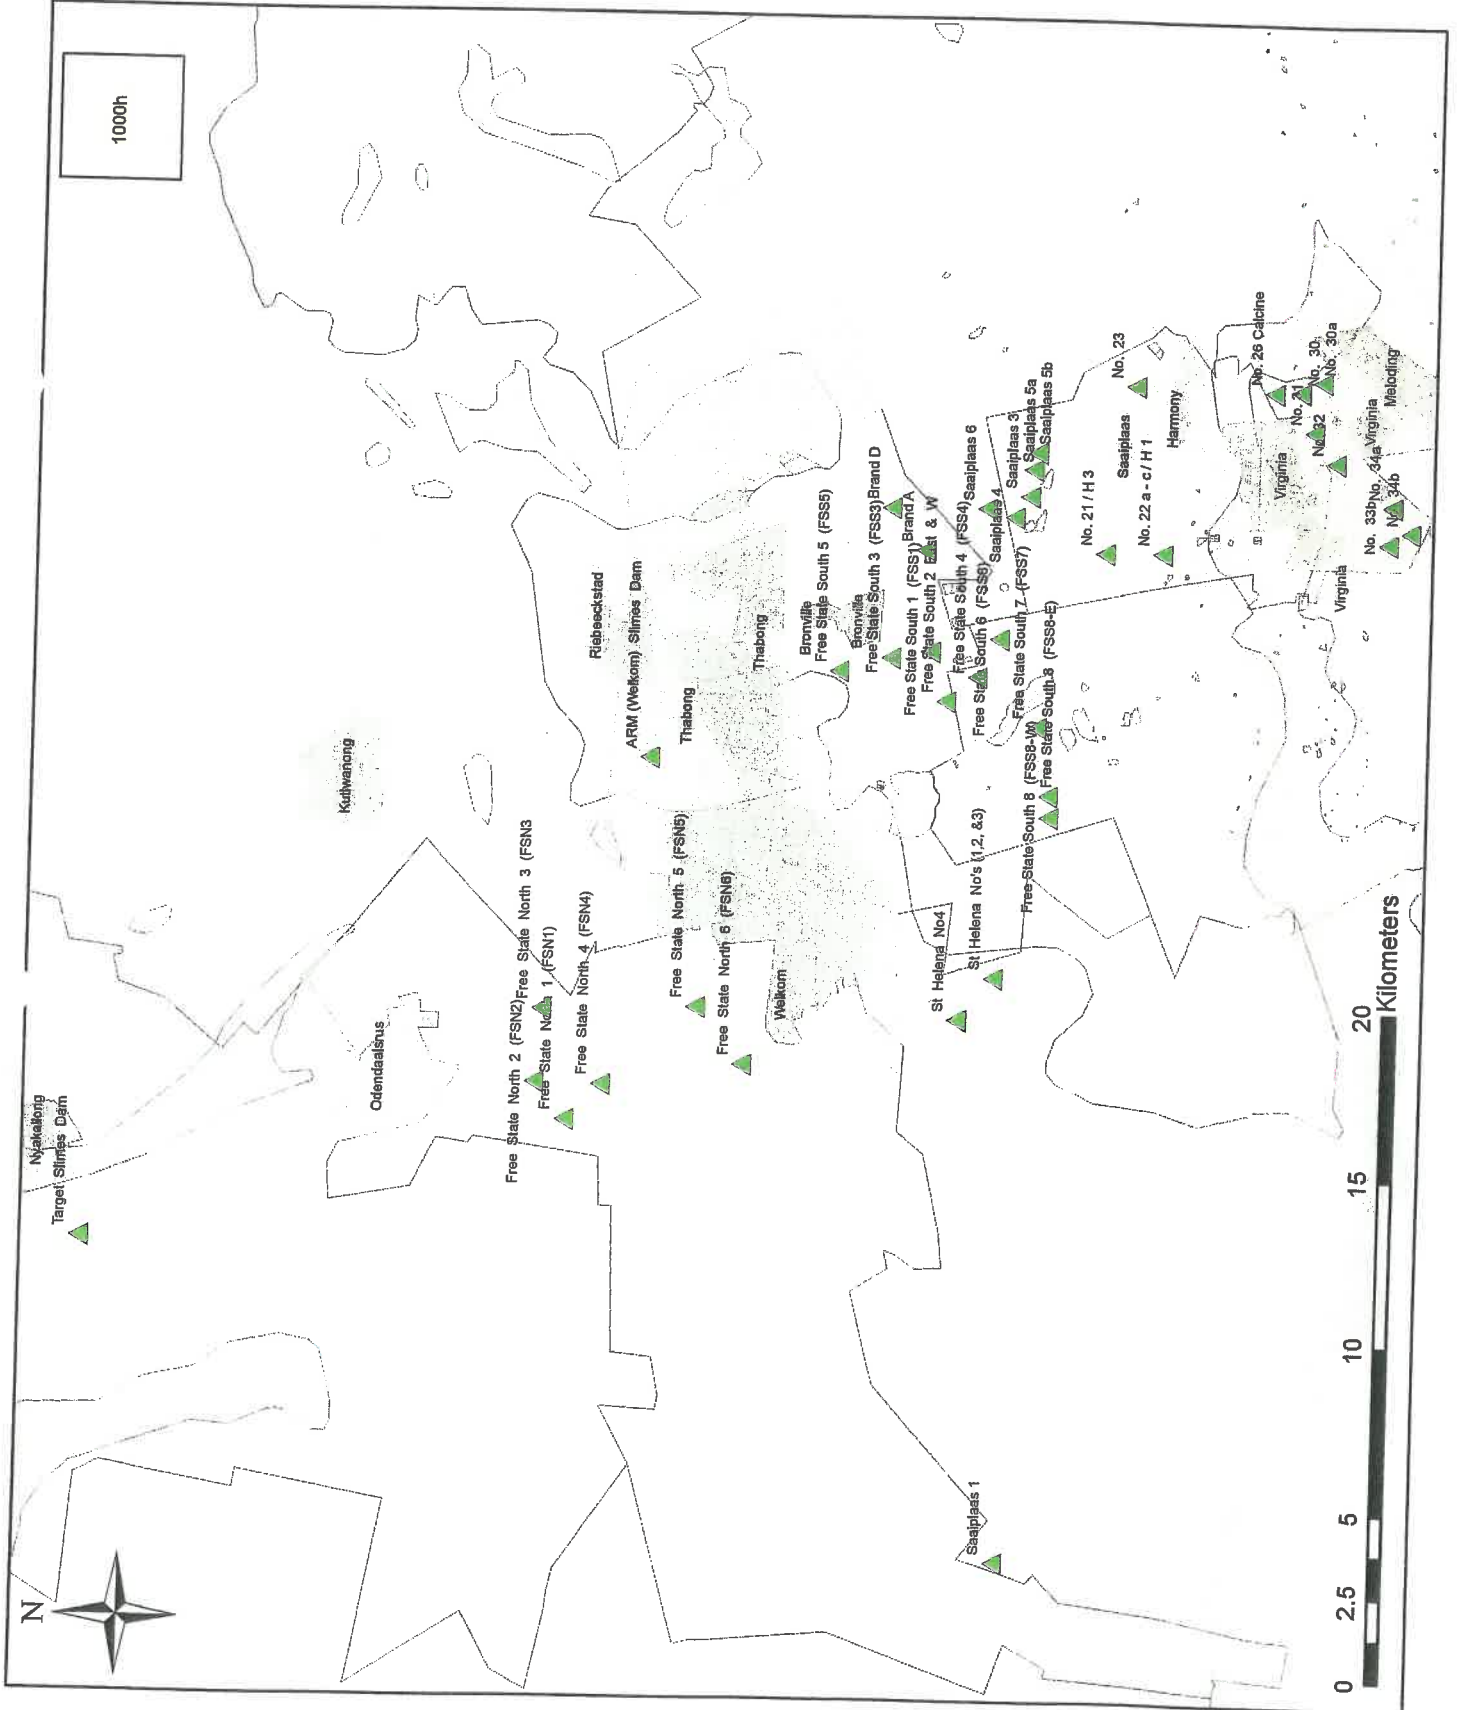 1000h
N
Nyakallong
Target Slimes Dam
Kutlwanong
Odendaalsrus
Free State North 2 (FSN2)
Free State North 3 (FSN3
Free State North 1 (FSN1)
Free State North 4 (FSN4)
Riebeeckstad
ARM (Welkom) Slimes Dam
Thabong
Thabong
Free State North 5 (FSN5)
Free State North 6 (FSN6)
Welkom
Bronville
Free State South 5 (FSS5)
Bronville
Free State South 3 (FSS3)
Brand D
Free State South 1 (FSS1)
Brand A
Free State South 2 East & W
Free State South 4 (FSS4)
Saaiplaas 6
Free State South 6 (FSS6)
Saaiplaas 4
Saaiplaas 3
Free State South 7 (FSS7)
Saaiplaas 5a
Saaiplaas 5b
Free State South 8 (FSS8-W)
Free State South 8 (FSS8-E)
St Helena No4
St Helena No's (1,2, &3)
Saaiplaas 1
No. 21 / H 3
No. 23
Saaiplaas
No. 22 a - c / H 1
Harmony
No. 26 Calcine
Virginia
No. 31
No. 30
No. 30a
No. 32
Virginia
No. 33b
No. 34a
Virginia
No. 34b
Meloding
0 2.5 5 10 15 20
Kilometers